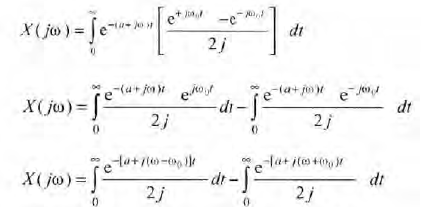 X(jω) = ∫₀^∞ e^{-(a+jω)t} [ (e^{+jω₀t} - e^{-jω₀t}) / 2j ] dt
X(jω) = ∫₀^∞ (e^{-(a+jω)t} e^{jω₀t}) / 2j dt - ∫₀^∞ (e^{-(a+jω)t} e^{-jω₀t}) / 2j dt
X(jω) = ∫₀^∞ e^{-[a+j(ω-ω₀)]t} / 2j dt - ∫₀^∞ e^{-[a+j(ω+ω₀)t} / 2j dt